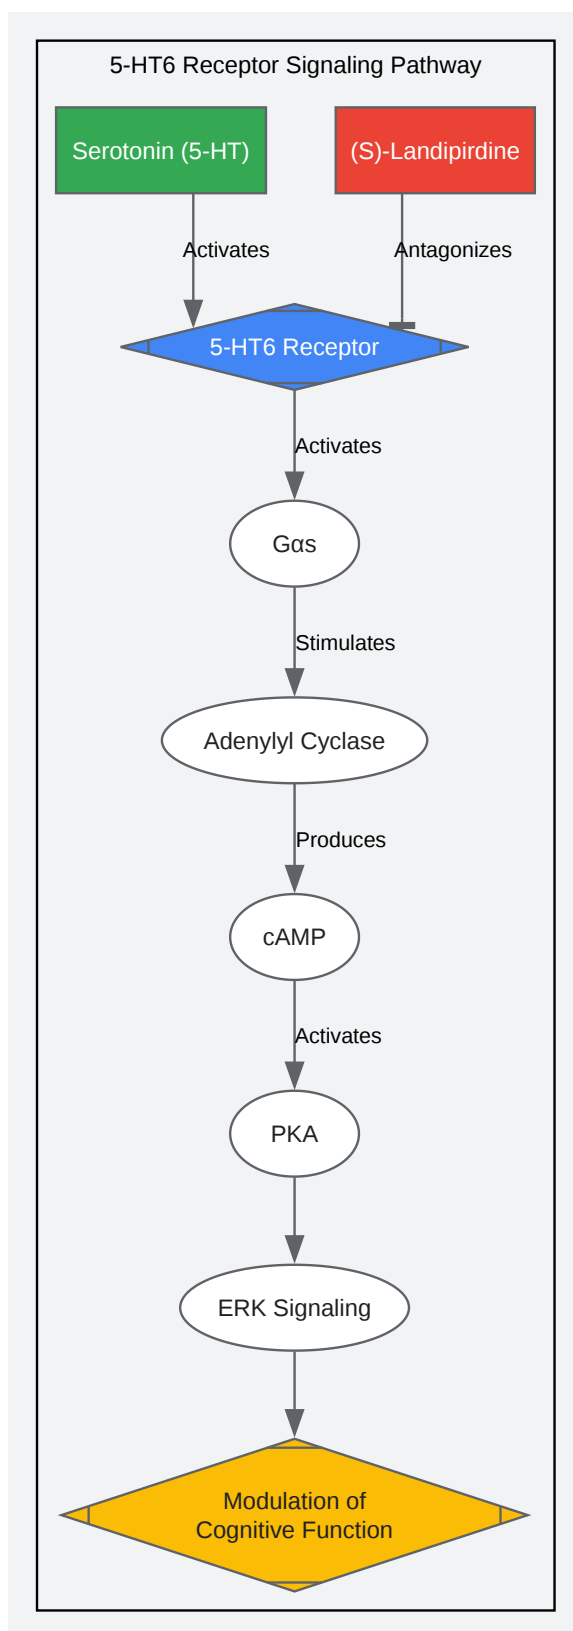 5-HT6 Receptor Signaling Pathway
Serotonin (5-HT)
(S)-Landipirdine
Activates
Antagonizes
5-HT6 Receptor
Activates
Gαs
Stimulates
Adenylyl Cyclase
Produces
cAMP
Activates
PKA
ERK Signaling
Modulation of
Cognitive Function